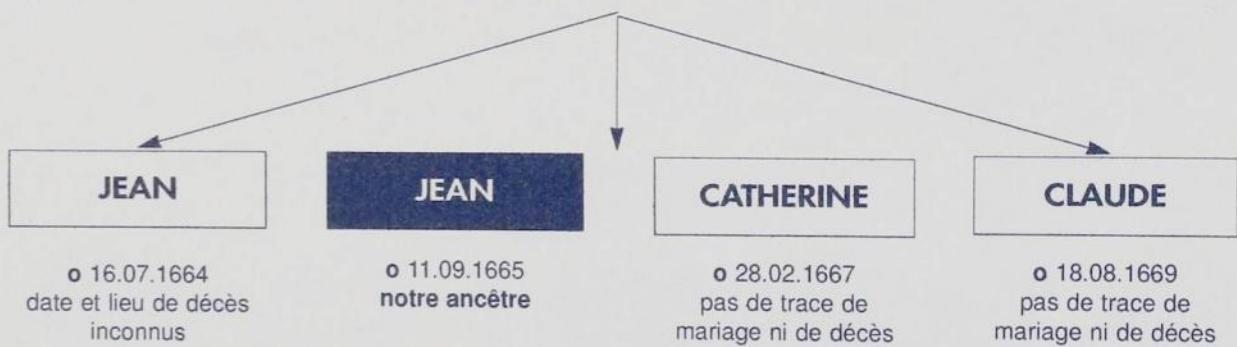 JEAN
o 16.07.1664
date et lieu de décès
inconnus
JEAN
o 11.09.1665
notre ancêtre
CATHERINE
o 28.02.1667
pas de trace de
mariage ni de décès
CLAUDE
o 18.08.1669
pas de trace de
mariage ni de décès